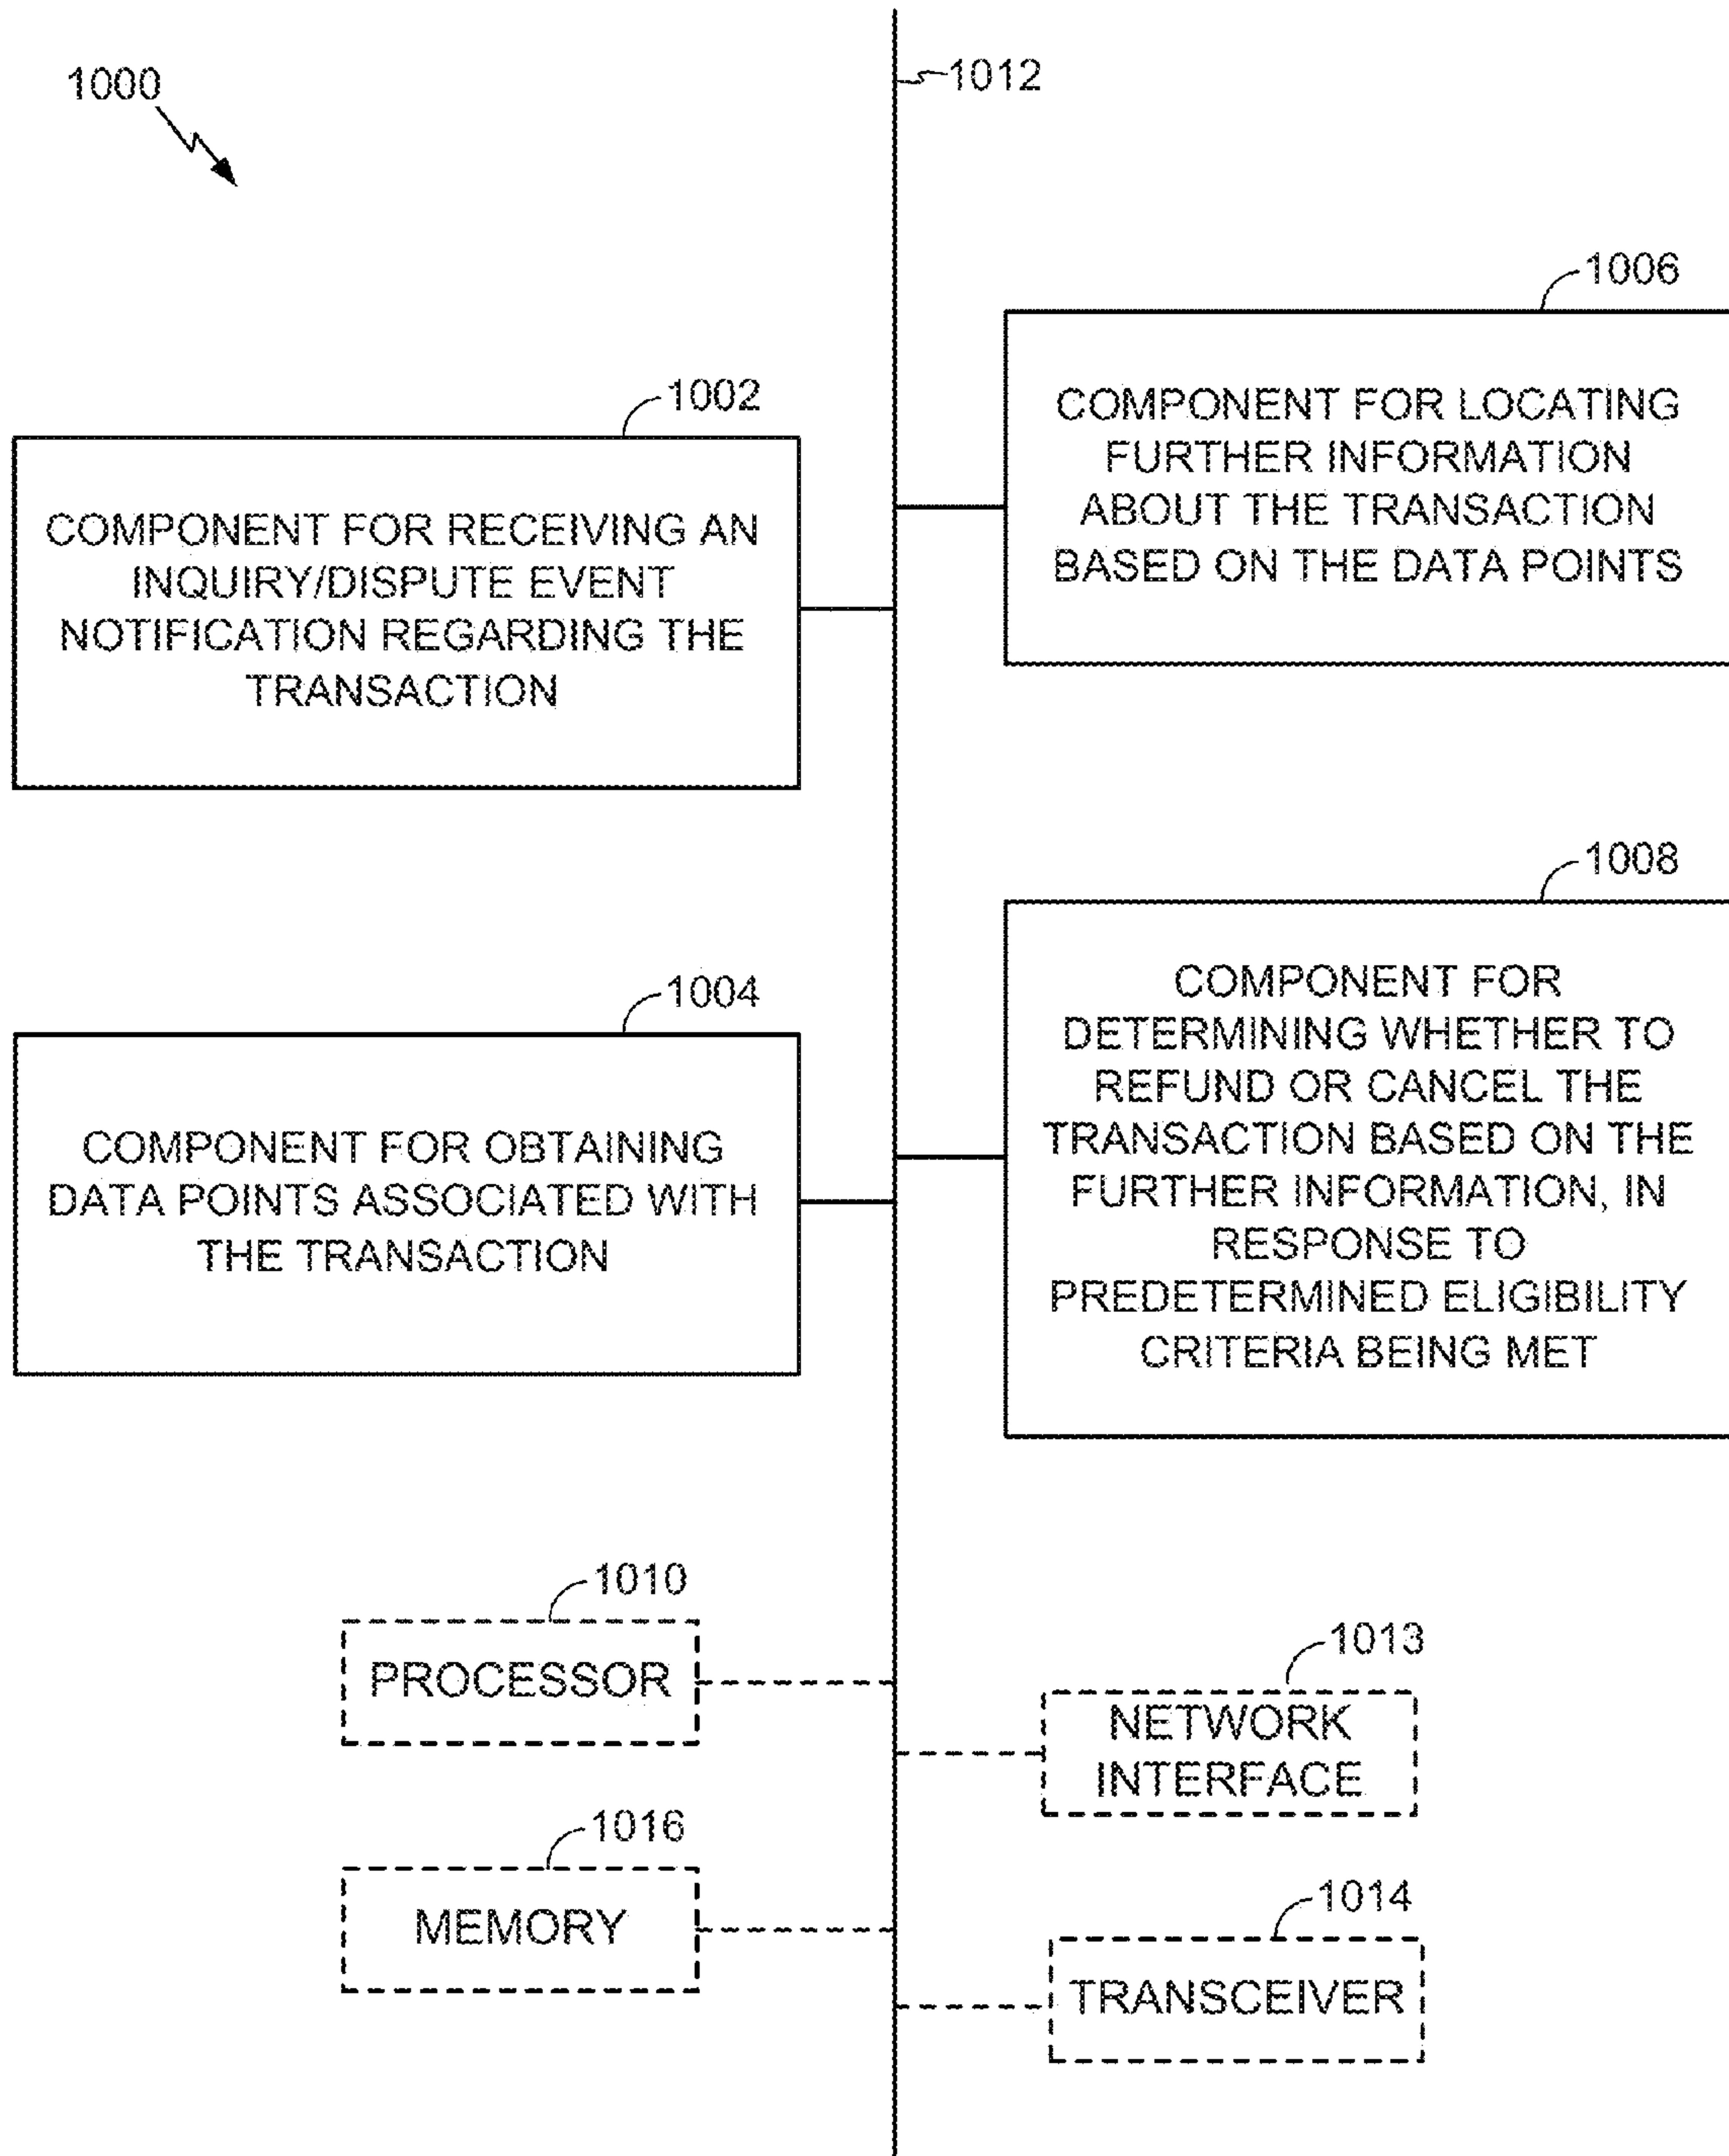 1000
1012
1006
COMPONENT FOR LOCATING
FURTHER INFORMATION
ABOUT THE TRANSACTION
BASED ON THE DATA POINTS
1002
COMPONENT FOR RECEIVING AN
INQUIRY/DISPUTE EVENT
NOTIFICATION REGARDING THE
TRANSACTION
1008
COMPONENT FOR
DETERMINING WHETHER TO
REFUND OR CANCEL THE
TRANSACTION BASED ON THE
FURTHER INFORMATION, IN
RESPONSE TO
PREDETERMINED ELIGIBILITY
CRITERIA BEING MET
1004
COMPONENT FOR OBTAINING
DATA POINTS ASSOCIATED WITH
THE TRANSACTION
1010
PROCESSOR
1013
NETWORK
INTERFACE
1016
MEMORY
1014
TRANSCEIVER